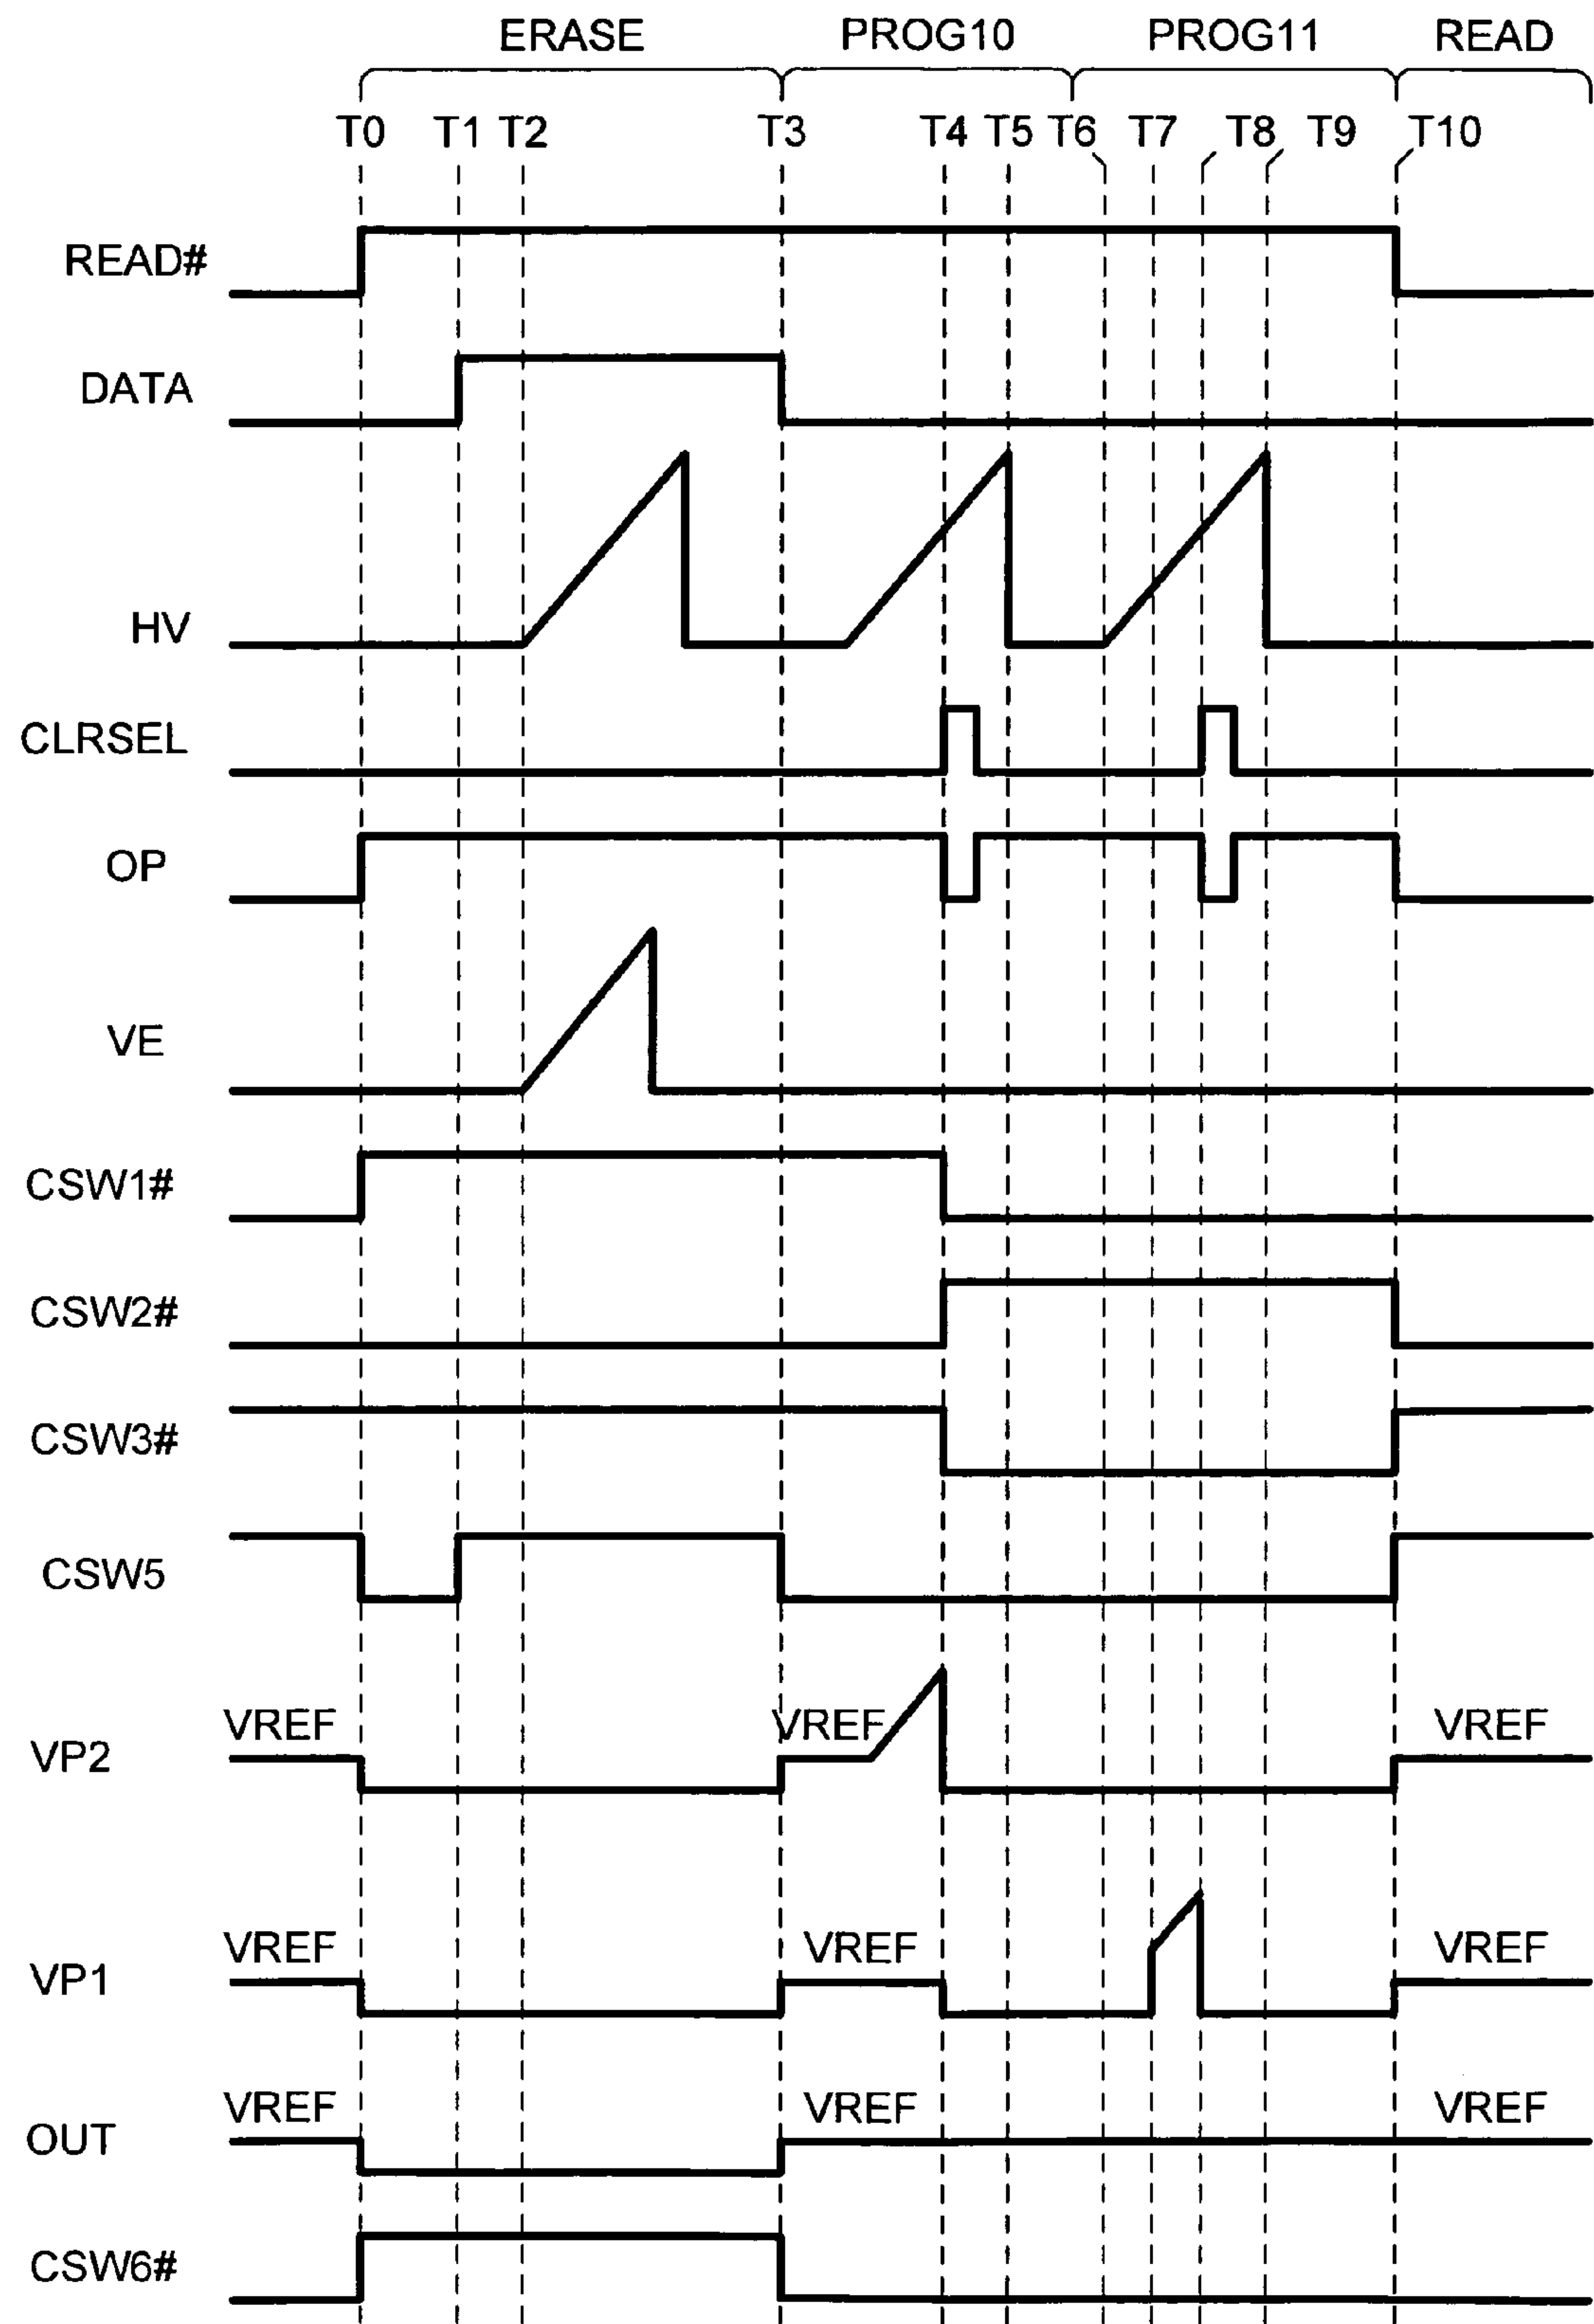 ERASE PROG10 PROG11 READ
T0 T1 T2 T3 T4 T5 T6 T7 T8 T9 T10
READ#
DATA
HV
CLRSEL
OP
VE
CSW1#
CSW2#
CSW3#
CSW5
VREF VREF VREF
VP2
VREF VREF VREF
VP1
VREF VREF VREF
OUT
CSW6#